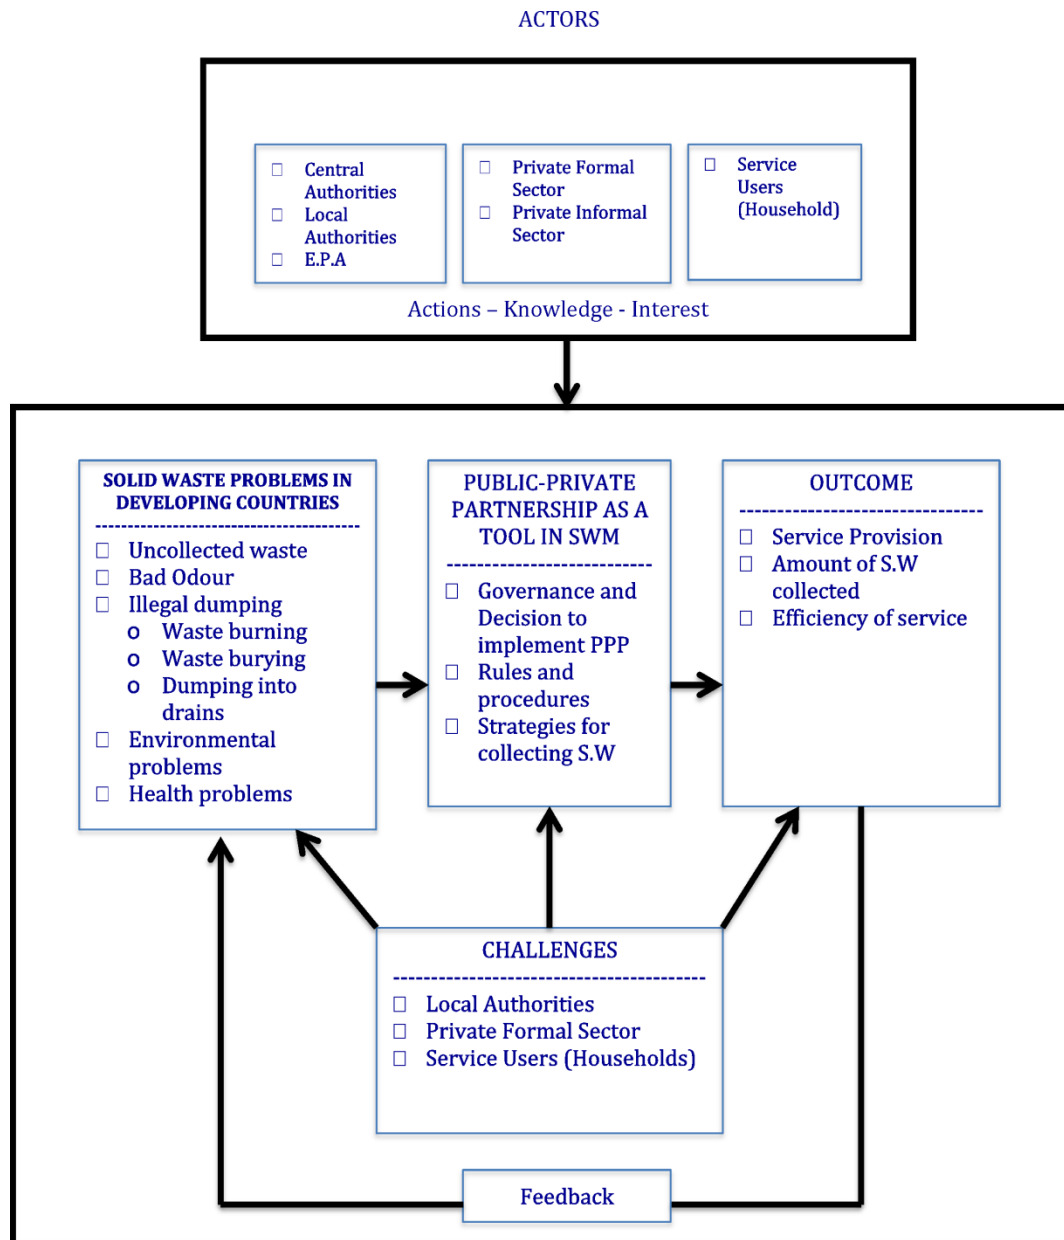 ACTORS
□ Central
Authorities
□ Local
Authorities
□ E.P.A
□ Private Formal
Sector
□ Private Informal
Sector
□ Service
Users
(Household)
Actions – Knowledge - Interest
SOLID WASTE PROBLEMS IN
DEVELOPING COUNTRIES
-----------------------------------------
□ Uncollected waste
□ Bad Odour
□ Illegal dumping
o Waste burning
o Waste burying
o Dumping into
drains
□ Environmental
problems
□ Health problems
PUBLIC-PRIVATE
PARTNERSHIP AS A
TOOL IN SWM
----------------------------
□ Governance and
Decision to
implement PPP
□ Rules and
procedures
□ Strategies for
collecting S.W
OUTCOME
--------------------------------
□ Service Provision
□ Amount of S.W
collected
□ Efficiency of service
CHALLENGES
-----------------------------------------
□ Local Authorities
□ Private Formal Sector
□ Service Users (Households)
Feedback